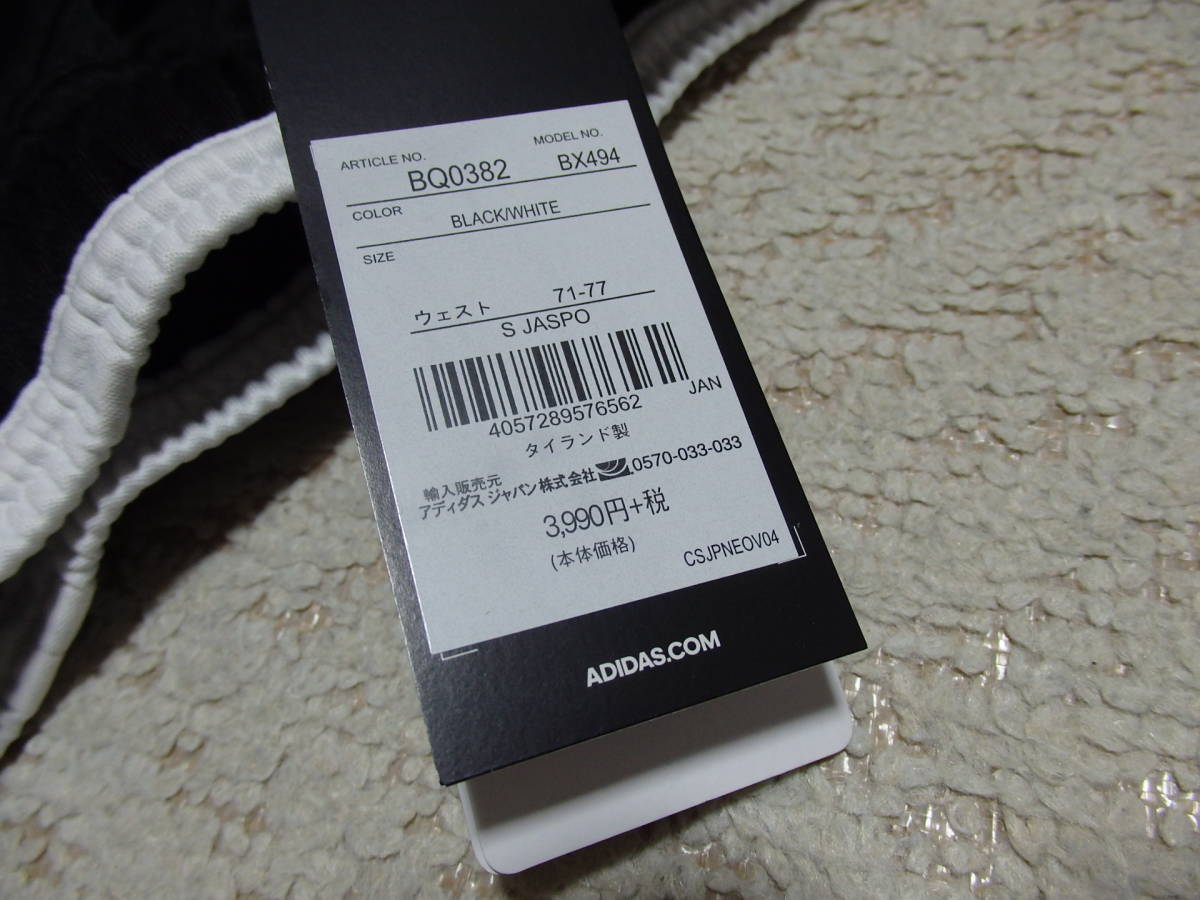 ARTICLE NO. MODEL NO.
BQ0382 BX494
COLOR
BLACK/WHITE
SIZE
ウェスト 71-77
S JASPO
4057289576562 JAN
タイランド製
輸入販売元
アディダス ジャパン株式会社 0570-033-033
3,990円+税
(本体価格)
CSJPNEOV04
ADIDAS.COM